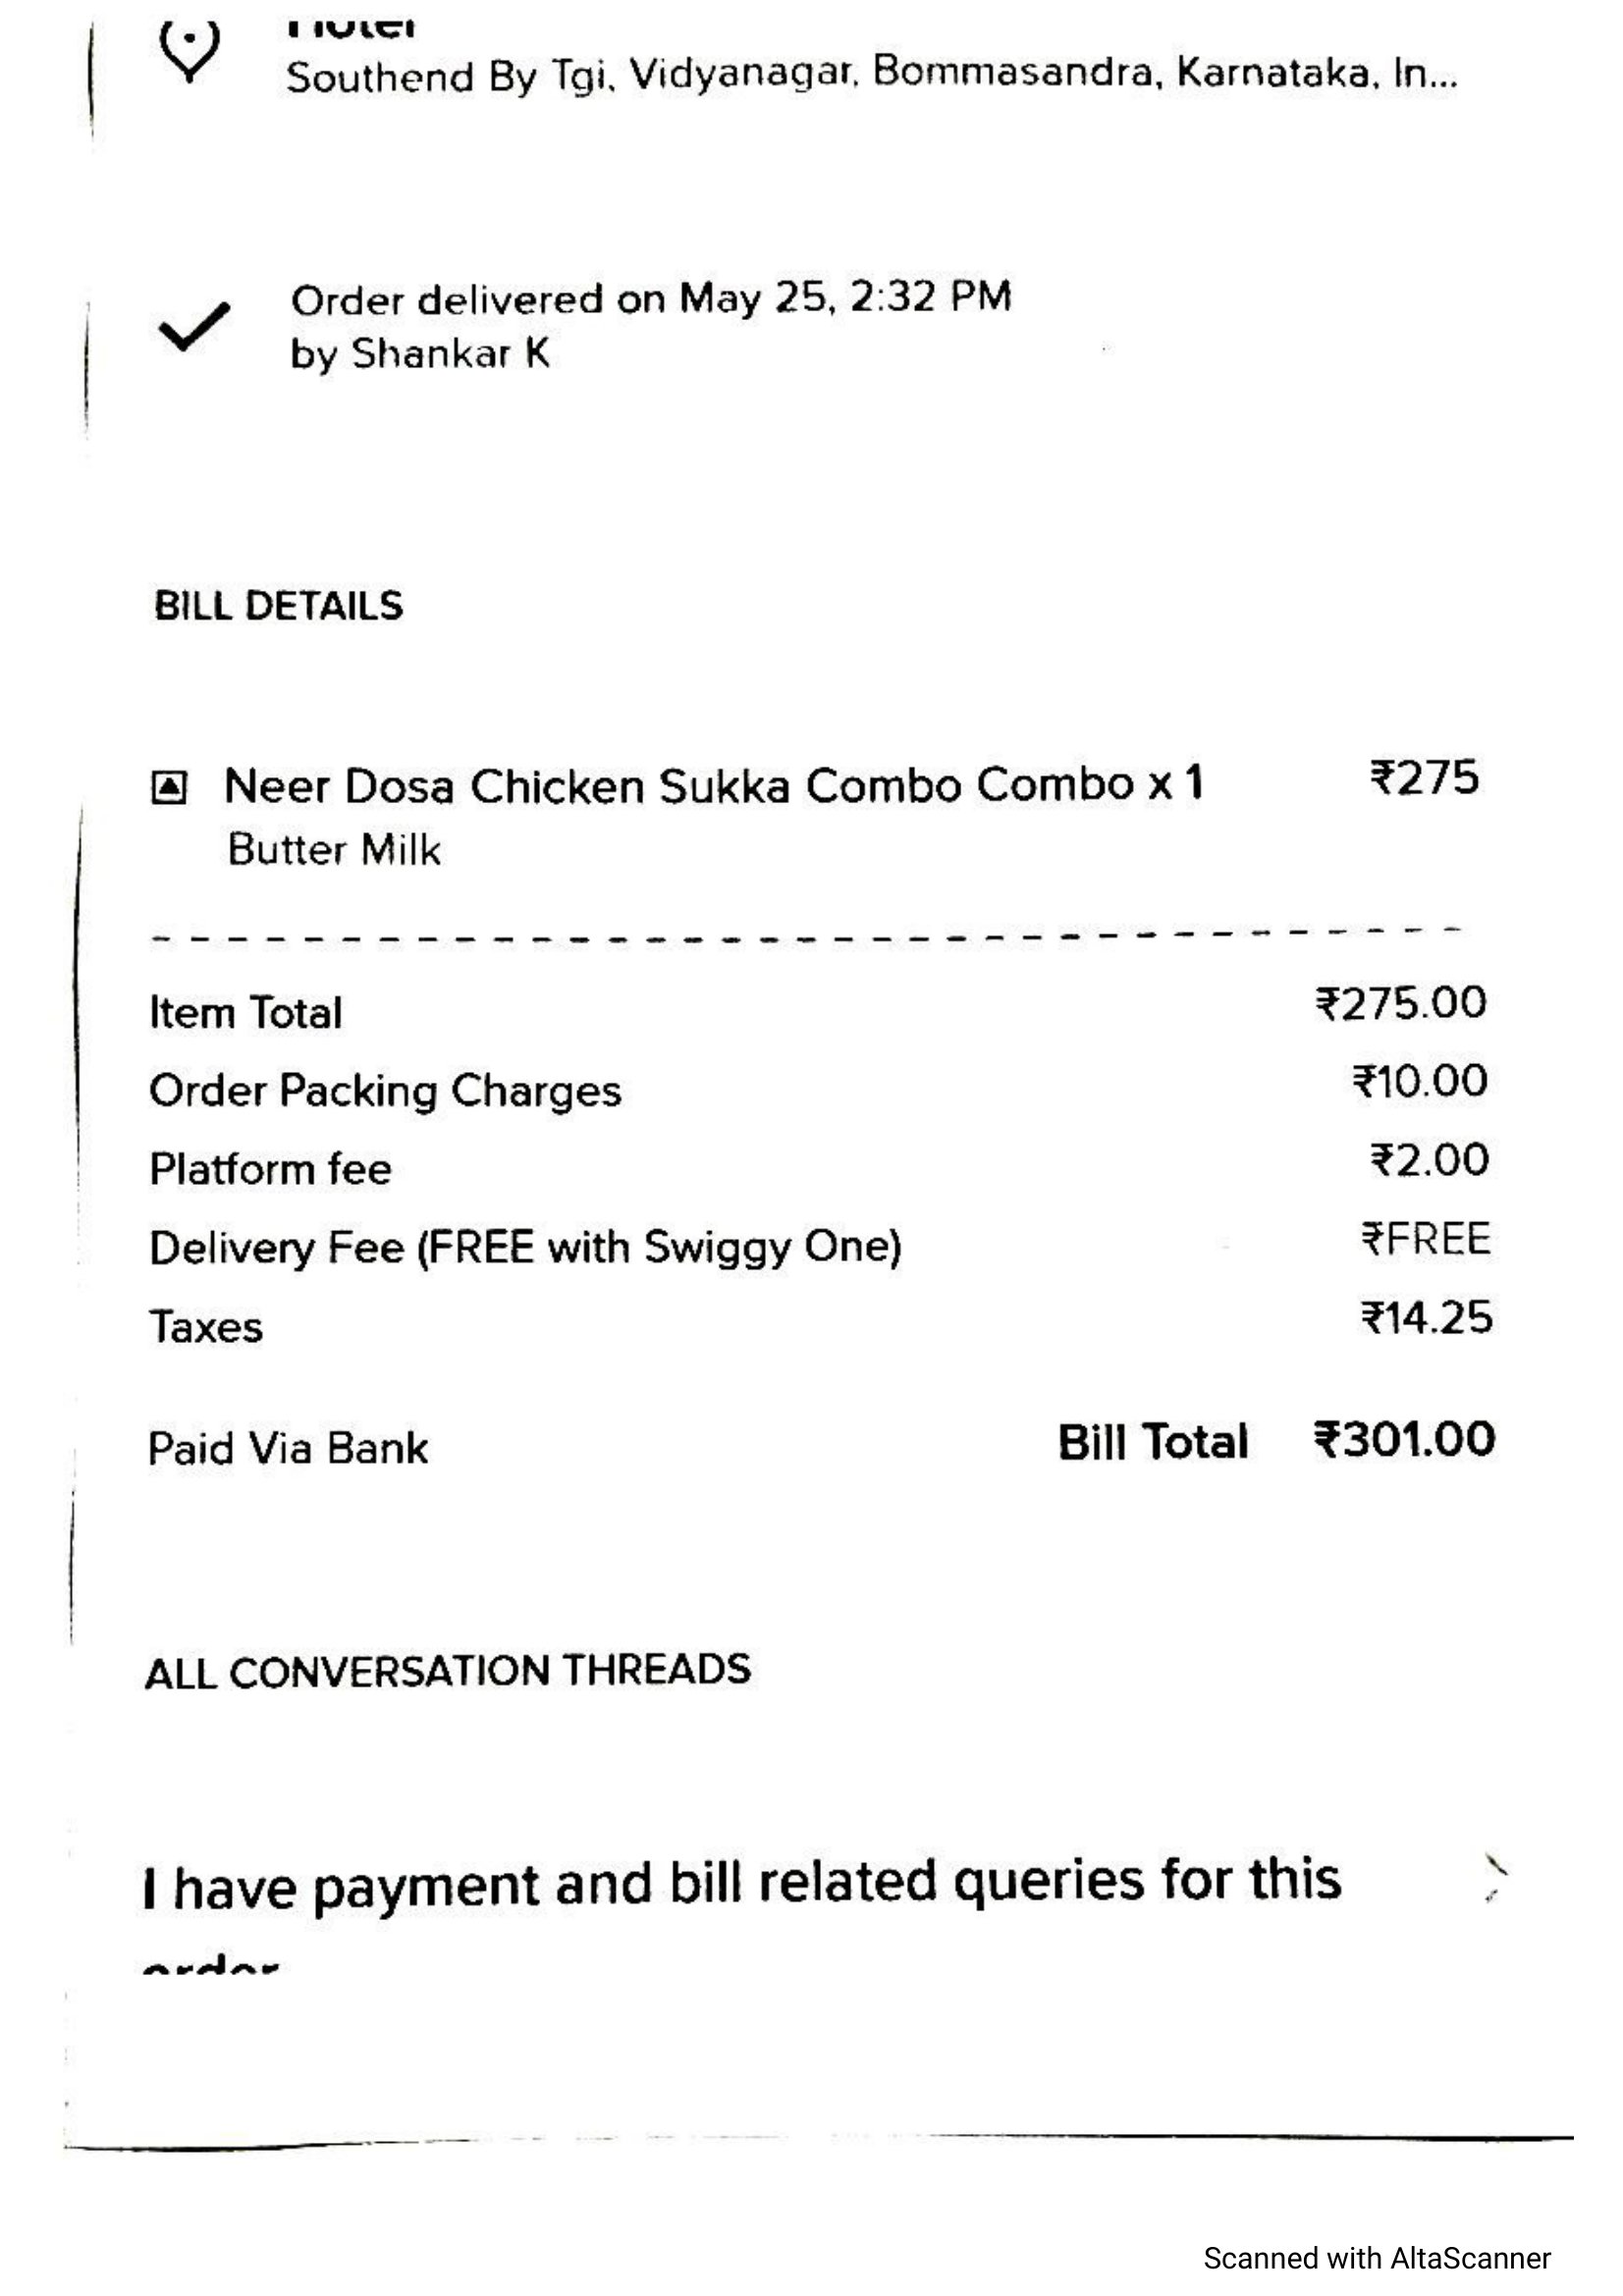 Hotel
Southend By Tgi, Vidyanagar, Bommasandra, Karnataka, In...
Order delivered on May 25, 2:32 PM
by Shankar K
BILL DETAILS
Neer Dosa Chicken Sukka Combo Combo x 1 ₹275
Butter Milk
Item Total ₹275.00
Order Packing Charges ₹10.00
Platform fee ₹2.00
Delivery Fee (FREE with Swiggy One) ₹FREE
Taxes ₹14.25
Paid Via Bank Bill Total ₹301.00
ALL CONVERSATION THREADS
I have payment and bill related queries for this
order
Scanned with AltaScanner